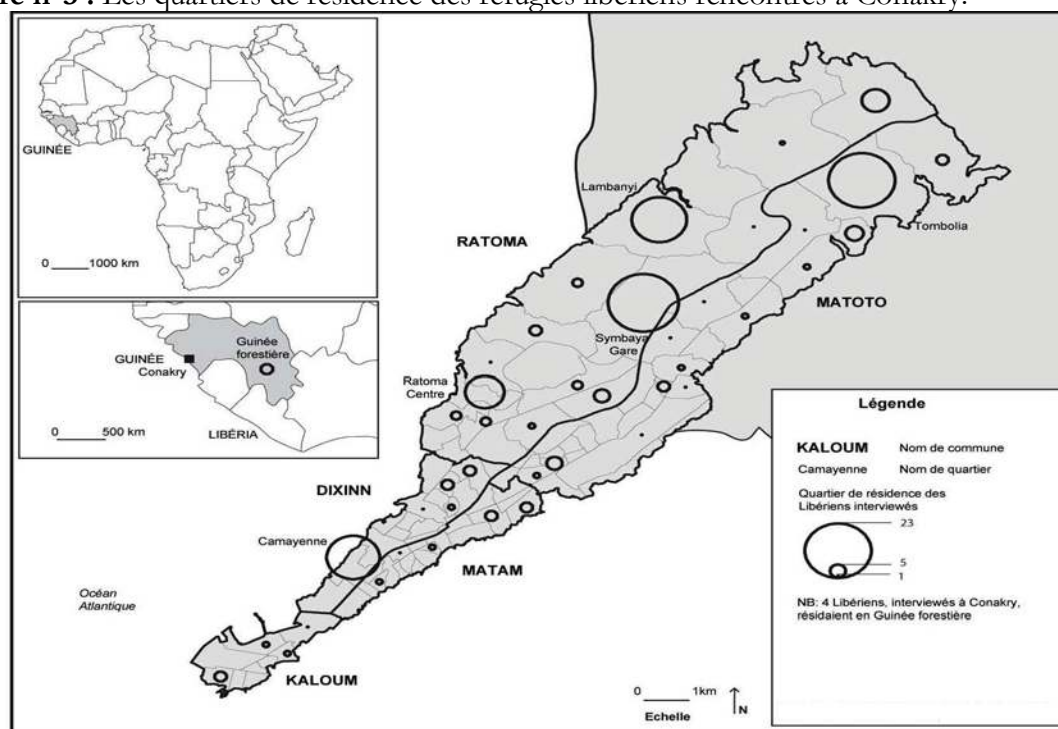 n° 3 : Les quartiers de résidence des réfugiés libériens rencontrés à Conakry.
GUINÉE
0 1000 km
GUINÉE
Conakry
Guinée
forestière
0 500 km
LIBÉRIA
Lambanyi
RATOMA
Tombolia
MATOTO
Symbaya
Gare
Ratoma
Centre
DIXINN
Camayenne
MATAM
Océan
Atlantique
KALOUM
0 1km
Echelle
N
Légende
KALOUM Nom de commune
Camayenne Nom de quartier
Quartier de résidence des
Libériens interviewés
23
5
1
NB: 4 Libériens, interviewés à Conakry,
résidaient en Guinée forestière